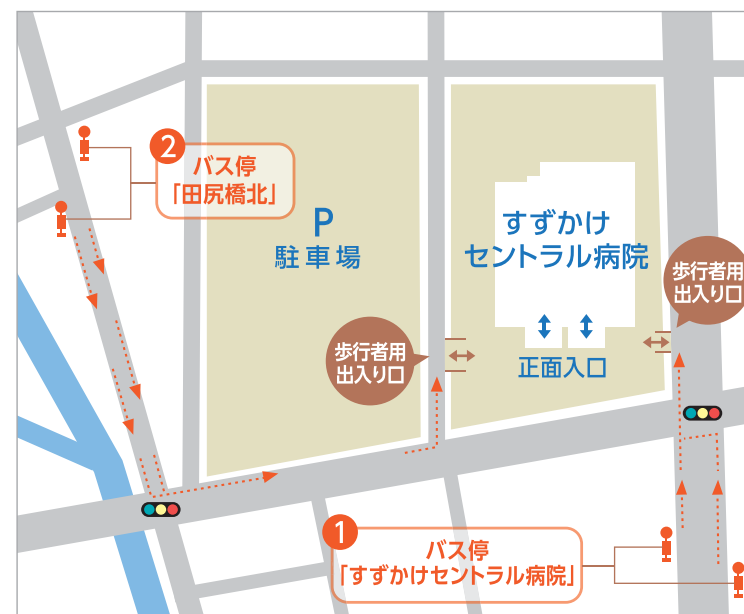 2
バス停
「田尻橋北」
P
駐車場
すずかけ
セントラル病院
歩行者用
出入り口
歩行者用
出入り口
正面入口
1
バス停
「すずかけセントラル病院」